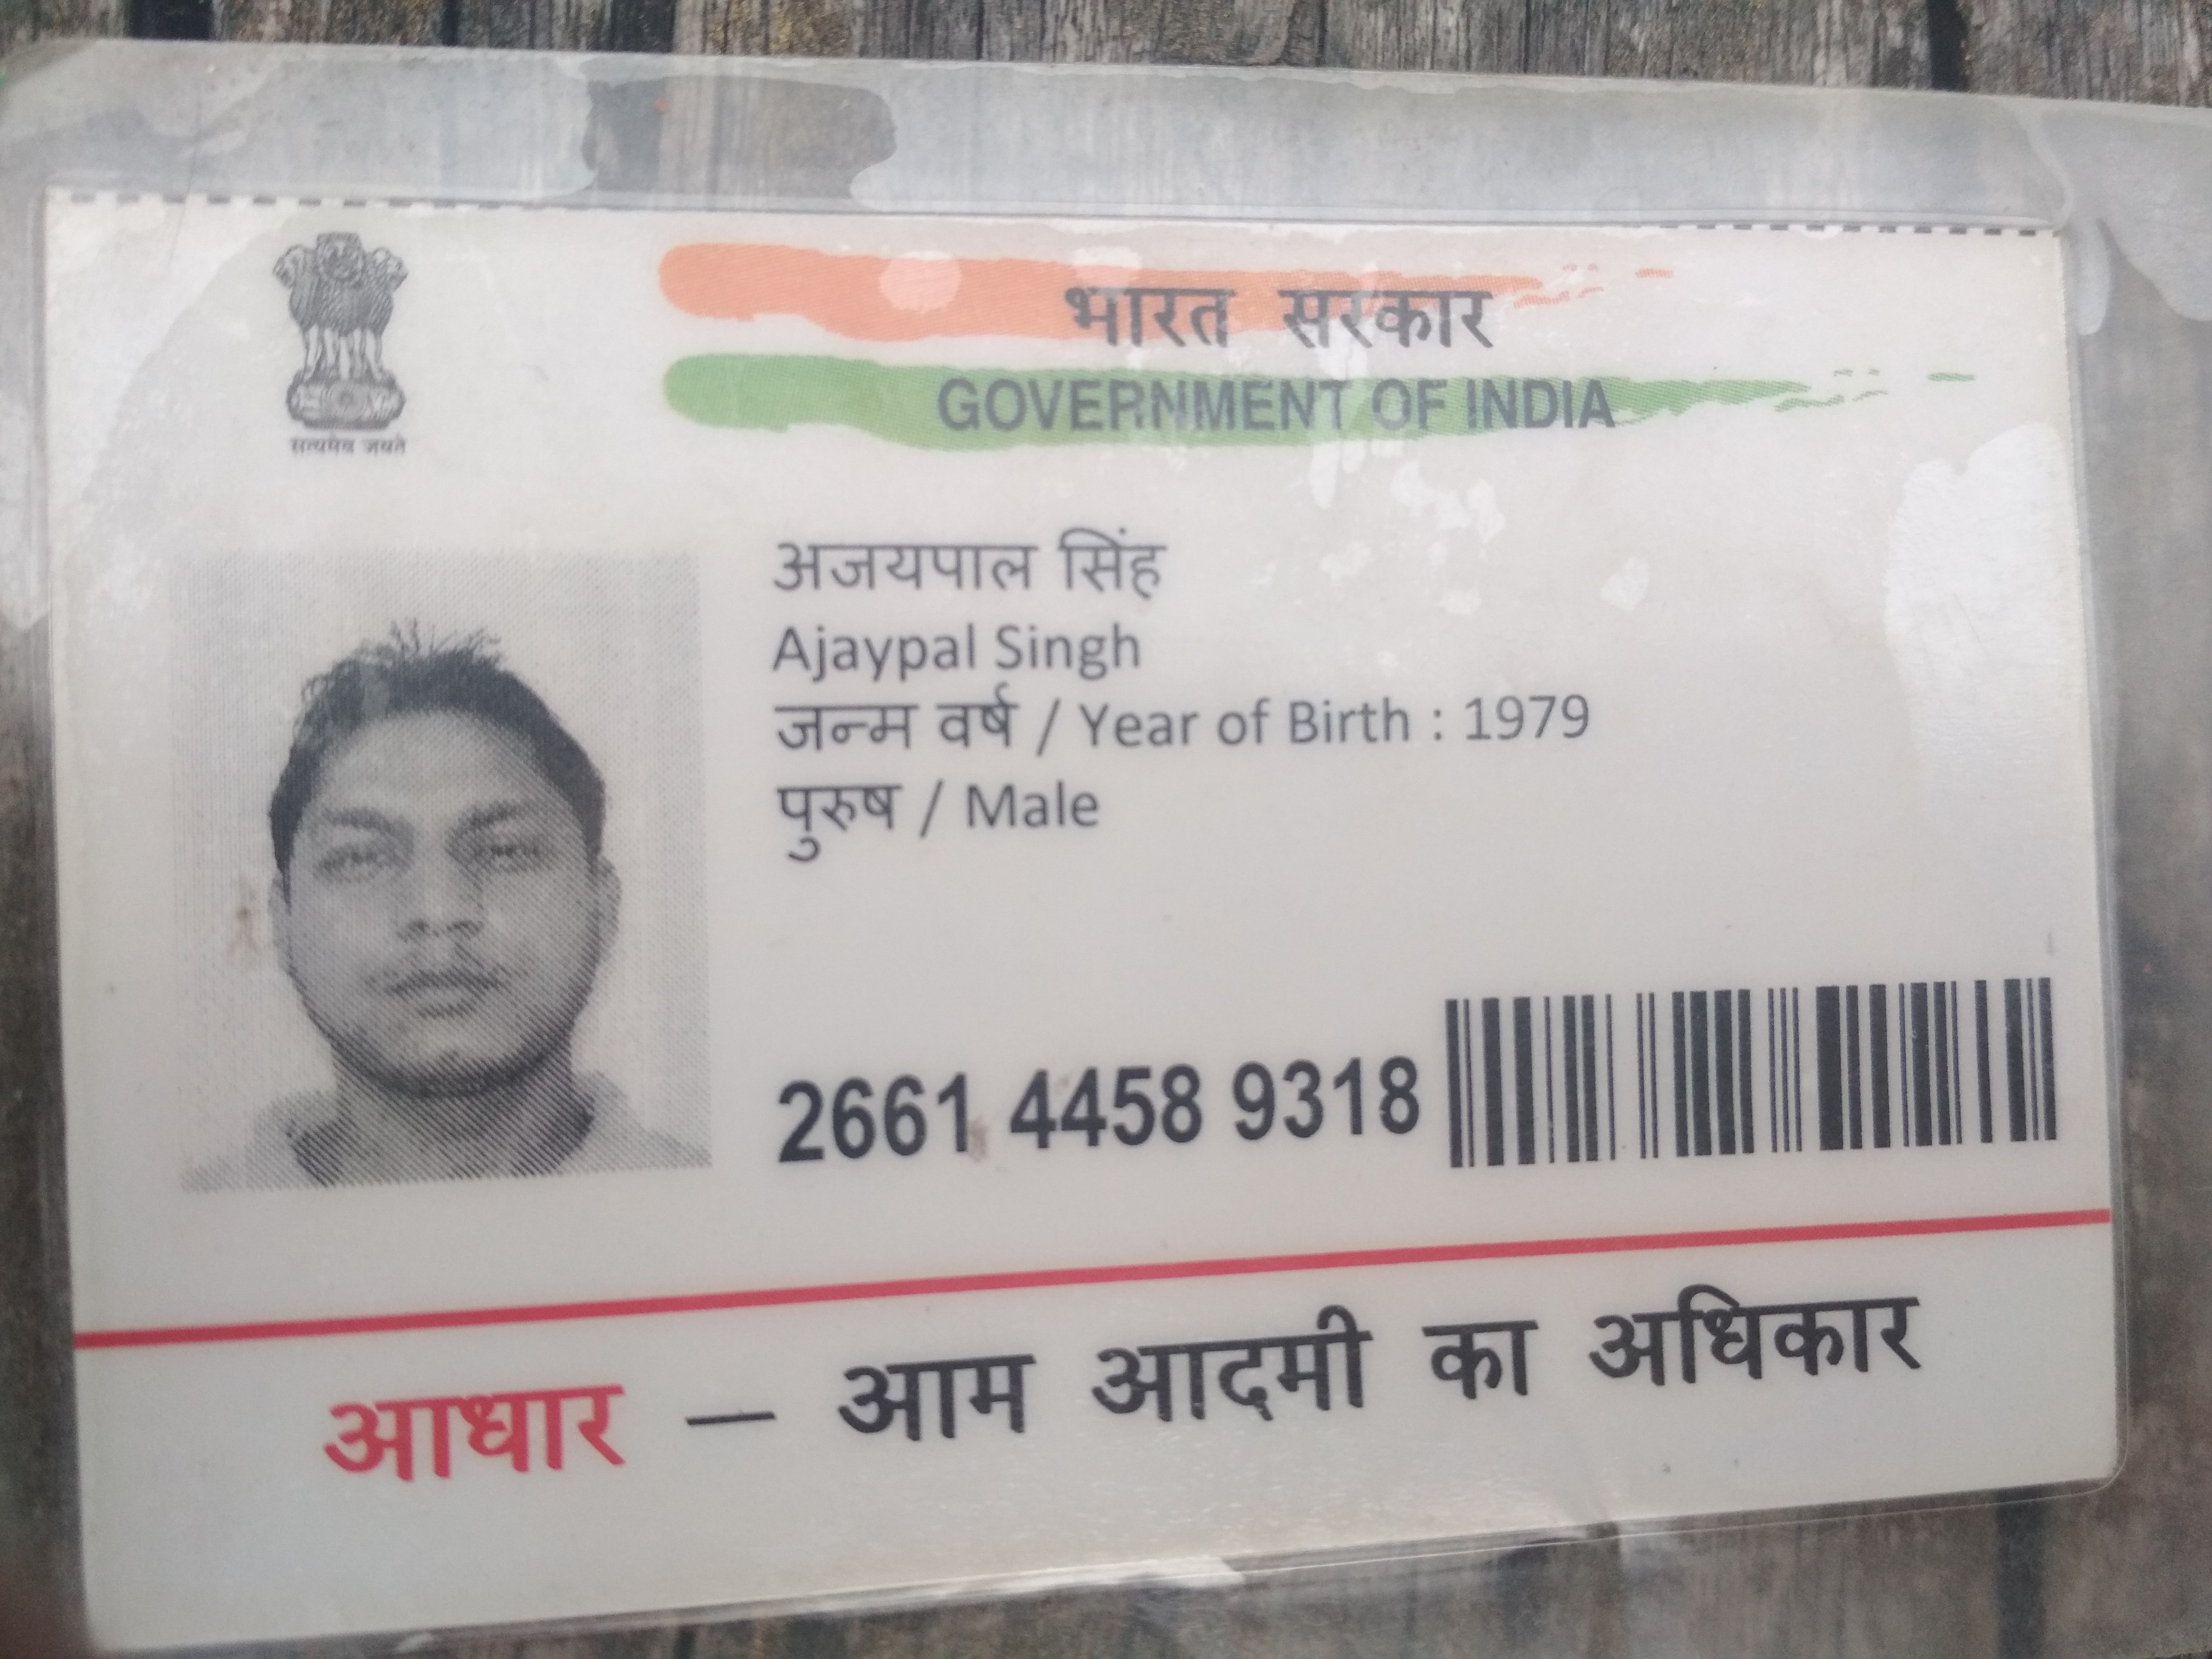 सत्यमेव जयते
भारत सरकार
GOVERNMENT OF INDIA
अजयपाल सिंह
Ajaypal Singh
जन्म वर्ष / Year of Birth : 1979
पुरुष / Male
2661 4458 9318
आधार — आम आदमी का अधिकार